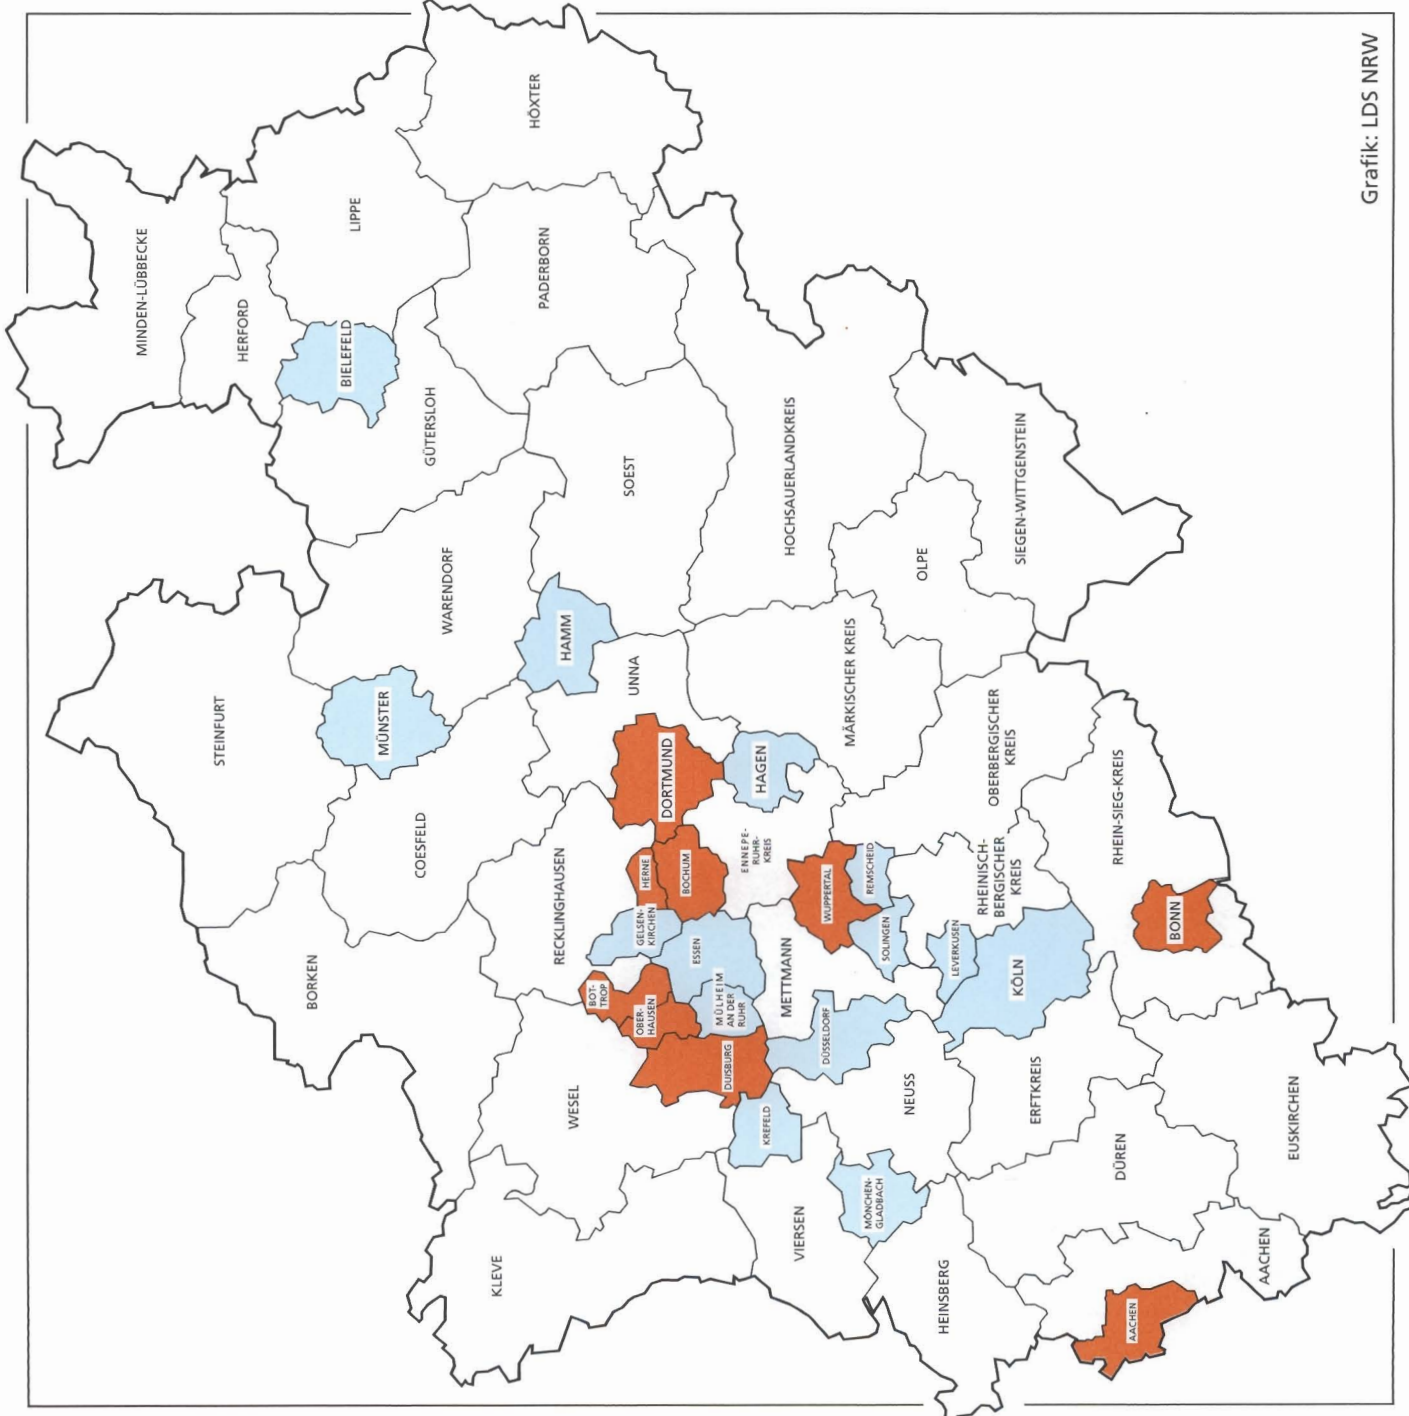 MINDEN-LÜBBECKE
HERFORD
LIPPE
HÖXTER
BIELEFELD
GÜTERSLOH
PADERBORN
STEINFURT
WARENDORF
MÜNSTER
SOEST
HAMM
BORKEN
COESFELD
UNNA
HOCHSAUERLANDKREIS
RECKLINGHAUSEN
DORTMUND
HAGEN
MÄRKISCHER KREIS
OLPE
SIEGEN-WITTGENSTEIN
HERNE
BOCHUM
ENNEPE-
RUHR-
KREIS
GELSEN-
KIRCHEN
ESSEN
BOT-
TROP
OBER-
HAUSEN
MÜLHEIM
AN DER
RUHR
DUISBURG
WESEL
KLEVE
METTMANN
WUPPERTAL
REMSCHEID
SOLINGEN
OBERBERGISCHER
KREIS
RHEINISCH-
BERGISCHER
KREIS
LEVERKUSEN
KÖLN
RHEIN-SIEG-KREIS
BONN
DÜSSELDORF
KREFELD
NEUSS
VIERSEN
MÖNCHEN-
GLADBACH
HEINSBERG
ERFTKREIS
DÜREN
EUSKIRCHEN
AACHEN
AACHEN
Grafik: LDS NRW